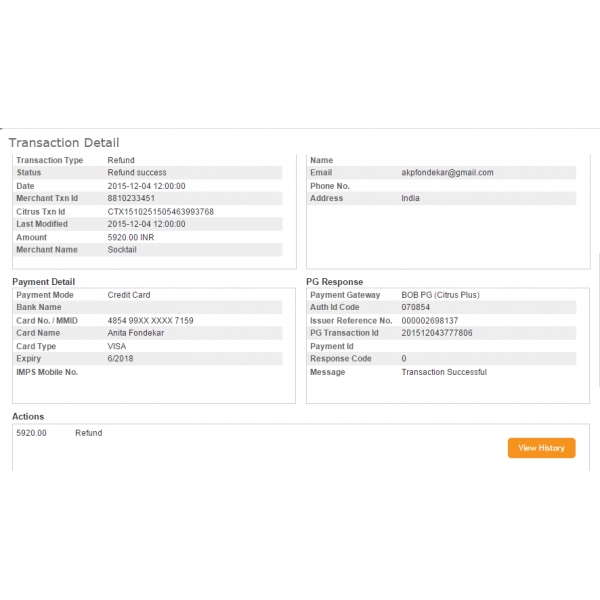 Transaction Detail
Transaction Type Refund
Status Refund success
Date 2015-12-04 12:00:00
Merchant Txn Id 8810233451
Citrus Txn Id CTX1510251505463993768
Last Modified 2015-12-04 12:00:00
Amount 5920.00 INR
Merchant Name Socktail
Name
Email akpfondekar@gmail.com
Phone No.
Address India
Payment Detail
Payment Mode Credit Card
Bank Name
Card No. / MMID 4854 99XX XXXX 7159
Card Name Anita Fondekar
Card Type VISA
Expiry 6/2018
IMPS Mobile No.
PG Response
Payment Gateway BOB PG (Citrus Plus)
Auth Id Code 070854
Issuer Reference No. 000002698137
PG Transaction Id 201512043777806
Payment Id
Response Code 0
Message Transaction Successful
Actions
5920.00 Refund
View History